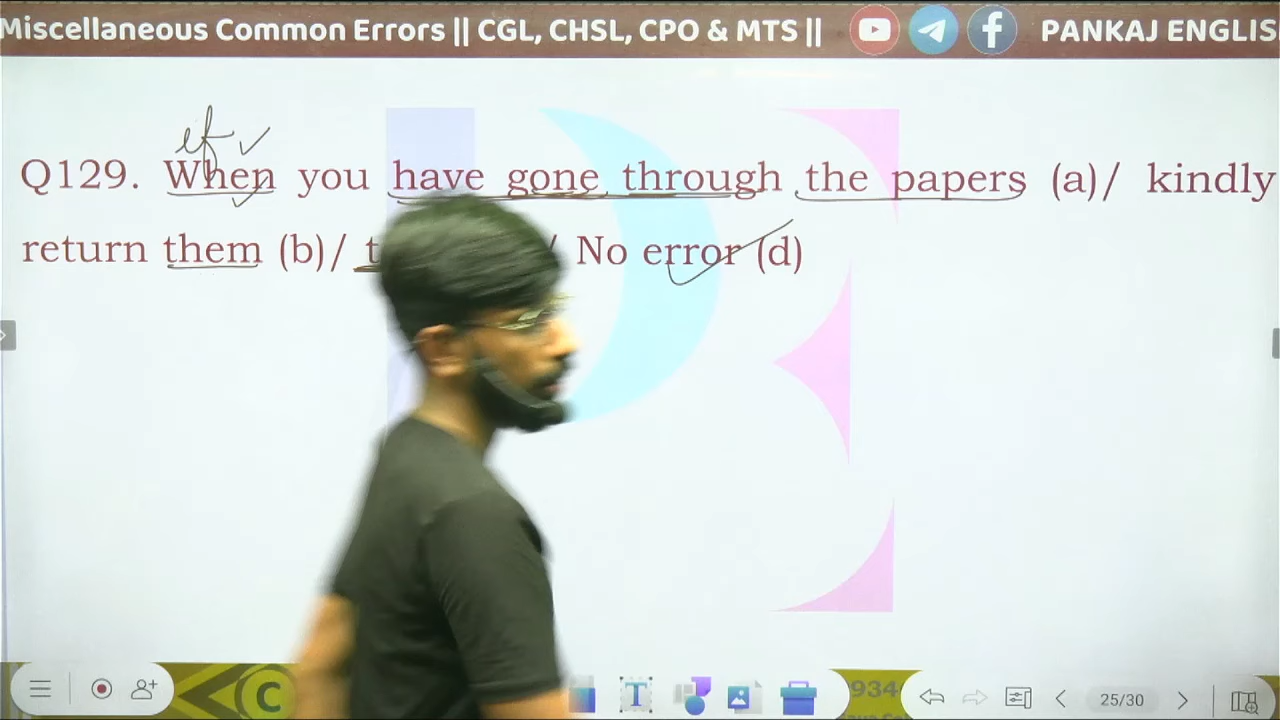 Miscellaneous Common Errors || CGL, CHSL, CPO & MTS ||
PANKAJ ENGLIS
if
Q129. When you have gone through the papers (a)/ kindly
return them (b)/ t / No error (d)
C
T
934
25/30